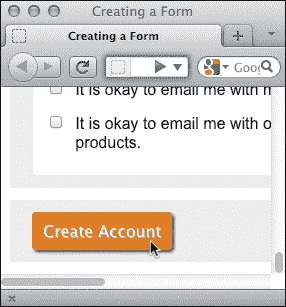 Creating a Form
Creating a Form
Goog
It is okay to email me with
It is okay to email me with o
products.
Create Account